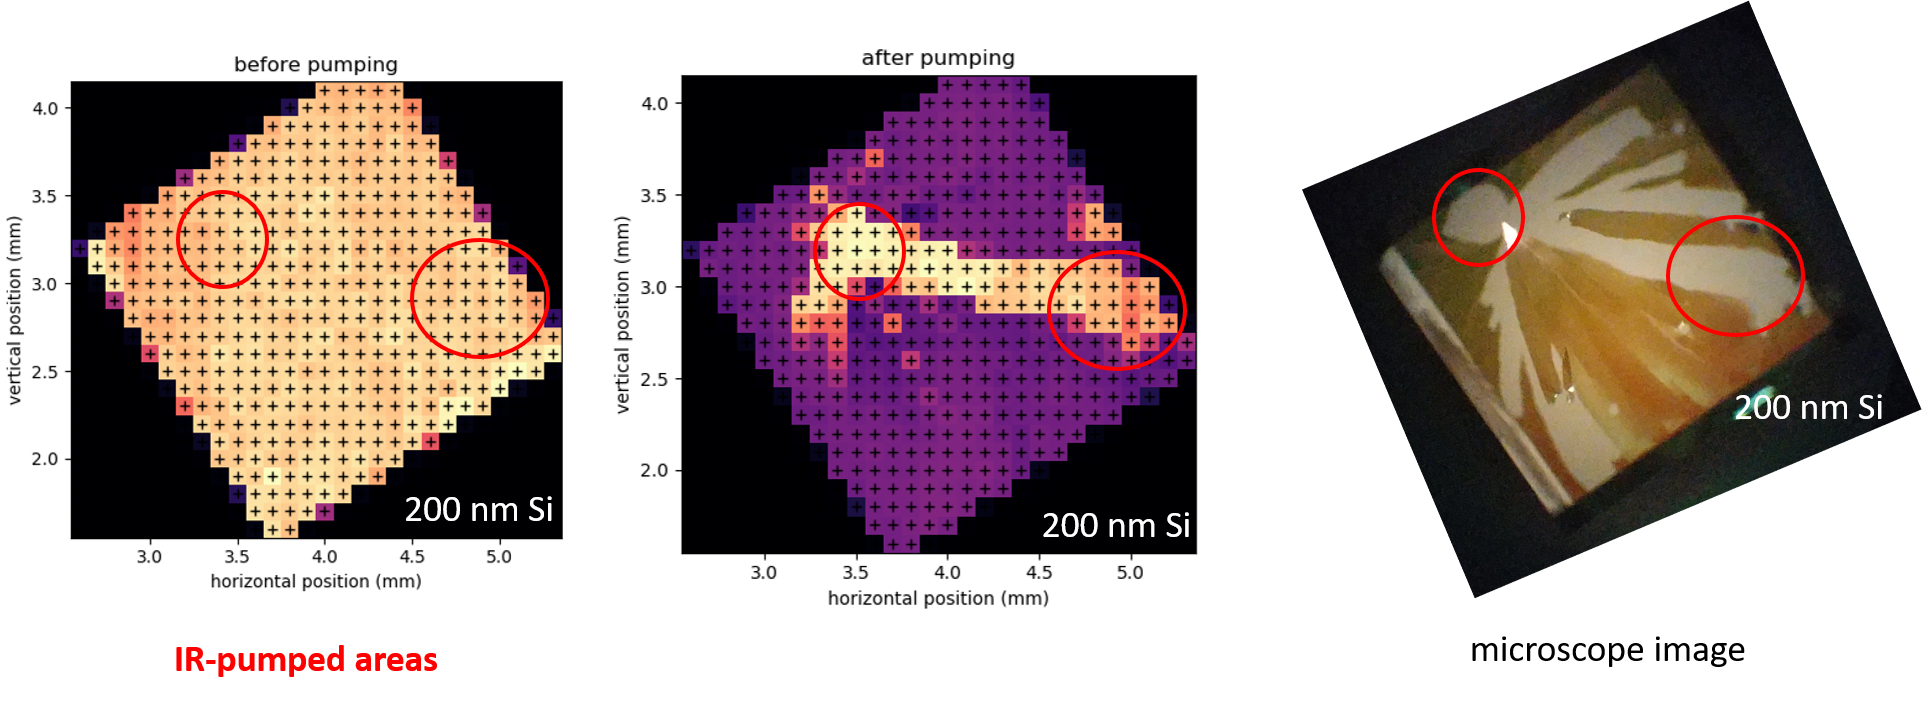 before pumping
4.0
3.5
3.0
2.5
2.0
vertical position (mm)
200 nm Si
3.0 3.5 4.0 4.5 5.0
horizontal position (mm)
IR-pumped areas
after pumping
4.0
3.5
3.0
2.5
2.0
vertical position (mm)
200 nm Si
3.0 3.5 4.0 4.5 5.0
horizontal position (mm)
200 nm Si
microscope image